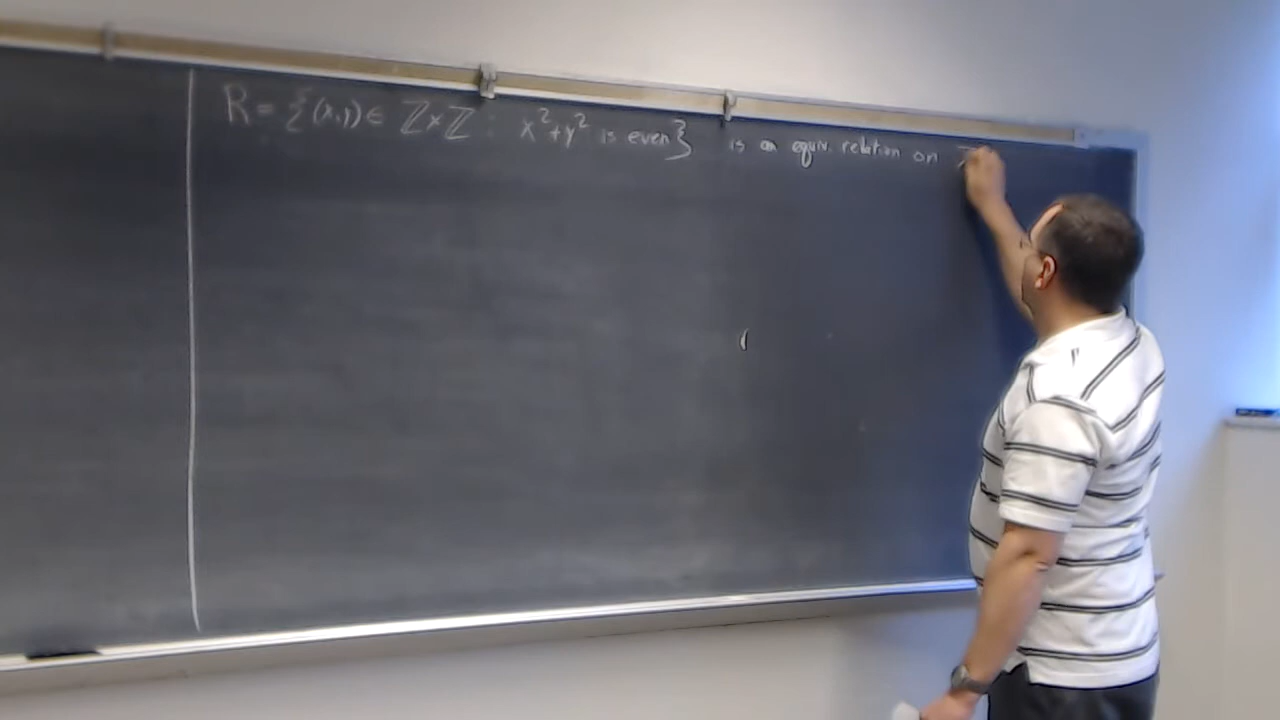 R = {(x,y) ∈ ℤ×ℤ : x²+y² is even} is an equiv. relation on